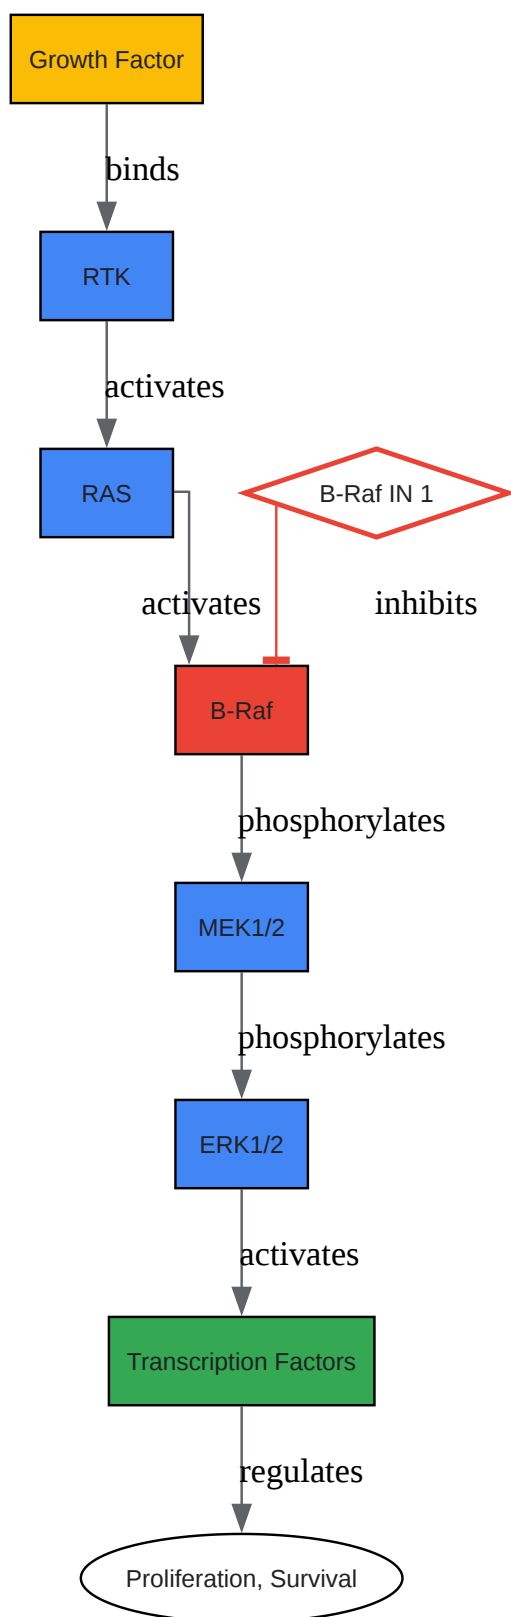 Growth Factor
binds
RTK
activates
RAS
B-Raf IN 1
activates
inhibits
B-Raf
phosphorylates
MEK1/2
phosphorylates
ERK1/2
activates
Transcription Factors
regulates
Proliferation, Survival